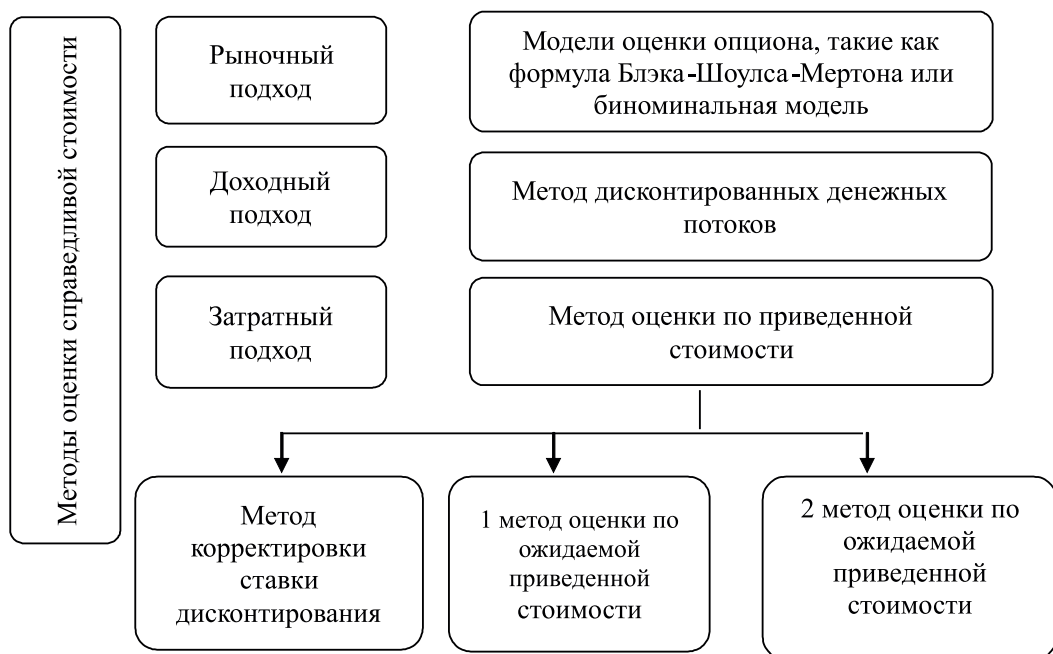 Методы оценки справедливой стоимости
Рыночный
подход
Модели оценки опциона, такие как
формула Блэка-Шоулса-Мертона или
биноминальная модель
Доходный
подход
Метод дисконтированных денежных
потоков
Затратный
подход
Метод оценки по приведенной
стоимости
Метод
корректировки
ставки
дисконтирования
1 метод оценки по
ожидаемой
приведенной
стоимости
2 метод оценки по
ожидаемой
приведенной
стоимости